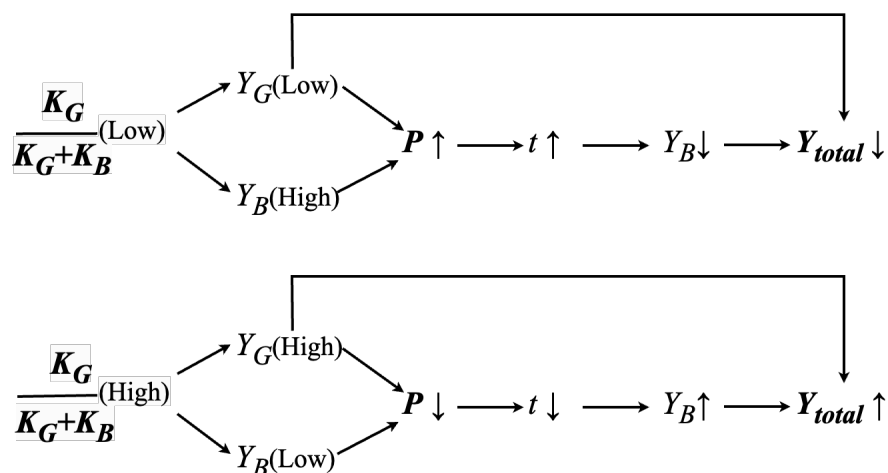 K_G
K_G+K_B (Low)
Y_G(Low)
Y_B(High)
P ↑ t ↑ Y_B↓ Y_total ↓
K_G
K_G+K_B (High)
Y_G(High)
Y_B(Low)
P ↓ t ↓ Y_B↑ Y_total ↑